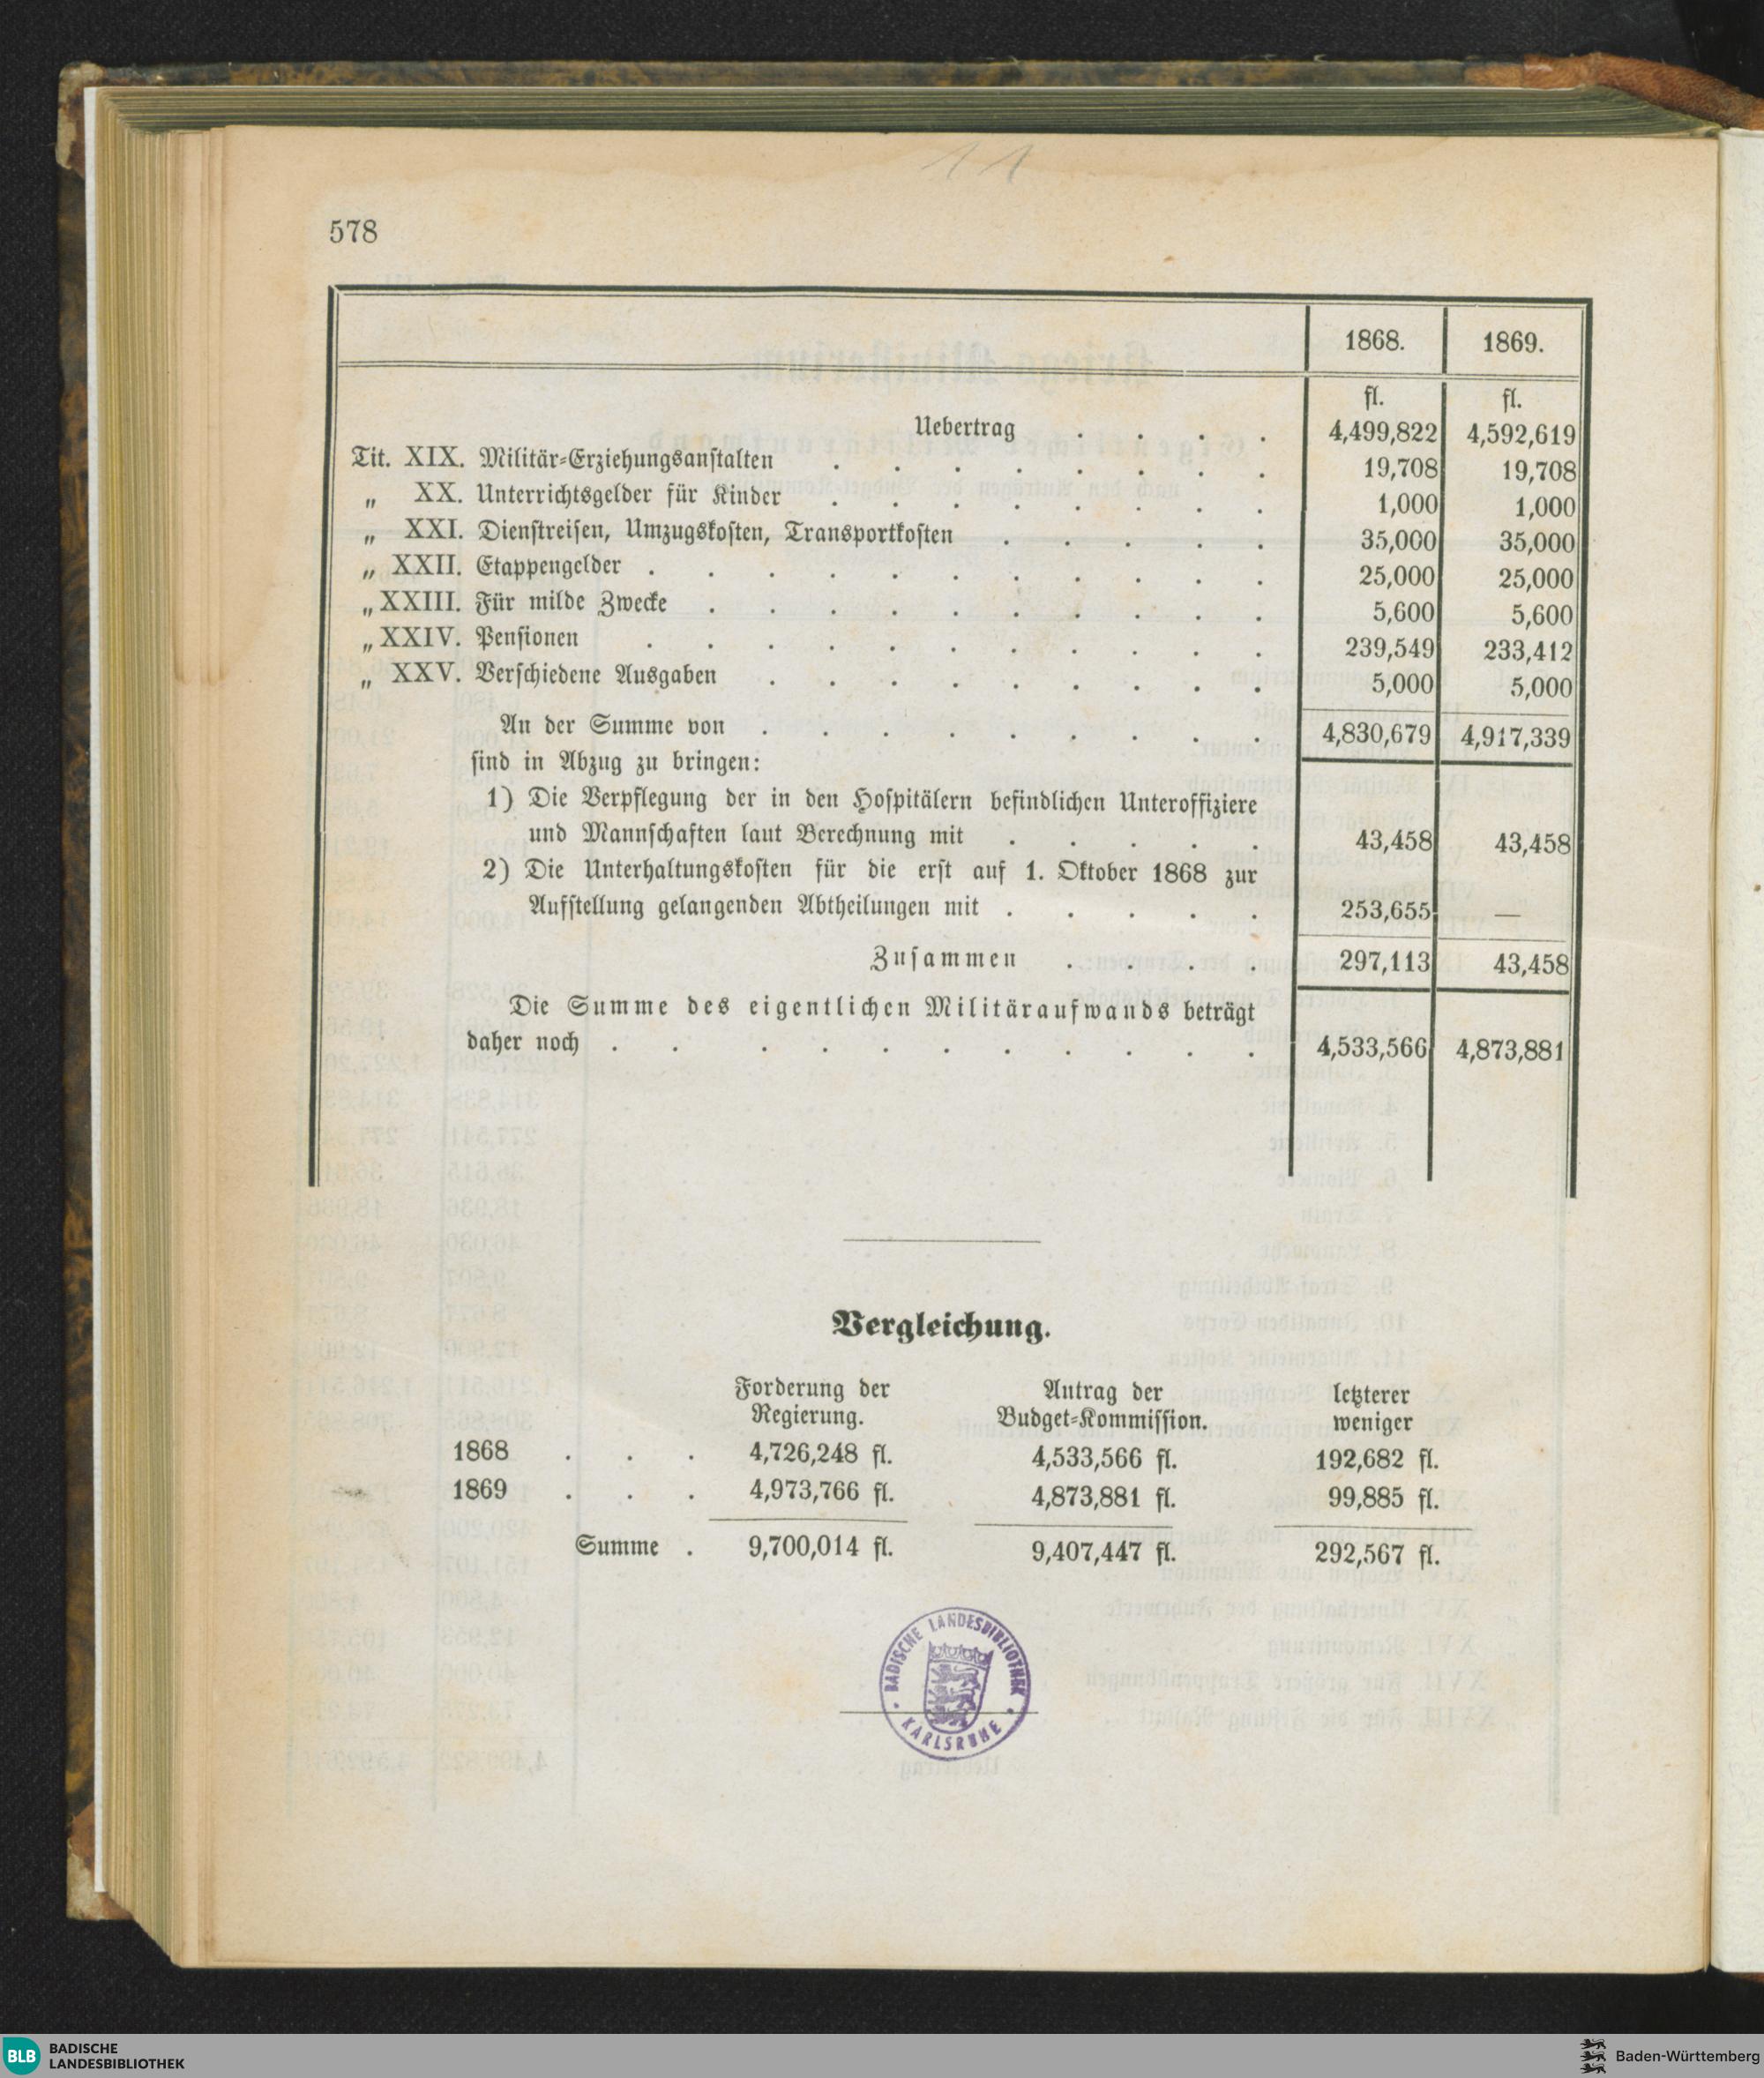 11
578
1868. 1869.
fl. fl.
Uebertrag . . . . 4,499,822 4,592,619
Tit. XIX. Militär-Erziehungsanstalten . . . . . . . . 19,708 19,708
„ XX. Unterrichtsgelder für Kinder . . . . . . . . 1,000 1,000
„ XXI. Dienstreisen, Umzugskosten, Transportkosten . . . . . 35,000 35,000
„ XXII. Etappengelder . . . . . . . . . . . 25,000 25,000
„ XXIII. Für milde Zwecke . . . . . . . . . . 5,600 5,600
„ XXIV. Pensionen . . . . . . . . . . . 239,549 233,412
„ XXV. Verschiedene Ausgaben . . . . . . . . . 5,000 5,000
An der Summe von . . . . . . . . . 4,830,679 4,917,339
sind in Abzug zu bringen:
1) Die Verpflegung der in den Hospitälern befindlichen Unteroffiziere
und Mannschaften laut Berechnung mit . . . . . 43,458 43,458
2) Die Unterhaltungskosten für die erst auf 1. Oktober 1868 zur
Aufstellung gelangenden Abtheilungen mit . . . . . 253,655 —
Zusammen . . . . 297,113 43,458
Die Summe des eigentlichen Militäraufwands beträgt
daher noch . . . . . . . . . . . 4,533,566 4,873,881
Vergleichung.
Forderung der Antrag der letzterer
Regierung. Budget-Kommission. weniger
1868 . . . 4,726,248 fl. 4,533,566 fl. 192,682 fl.
1869 . . . 4,973,766 fl. 4,873,881 fl. 99,885 fl.
Summe . 9,700,014 fl. 9,407,447 fl. 292,567 fl.
BADISCHE LANDESBIBLIOTHEK
KARLSRUHE
BLB BADISCHE
LANDESBIBLIOTHEK
Baden-Württemberg